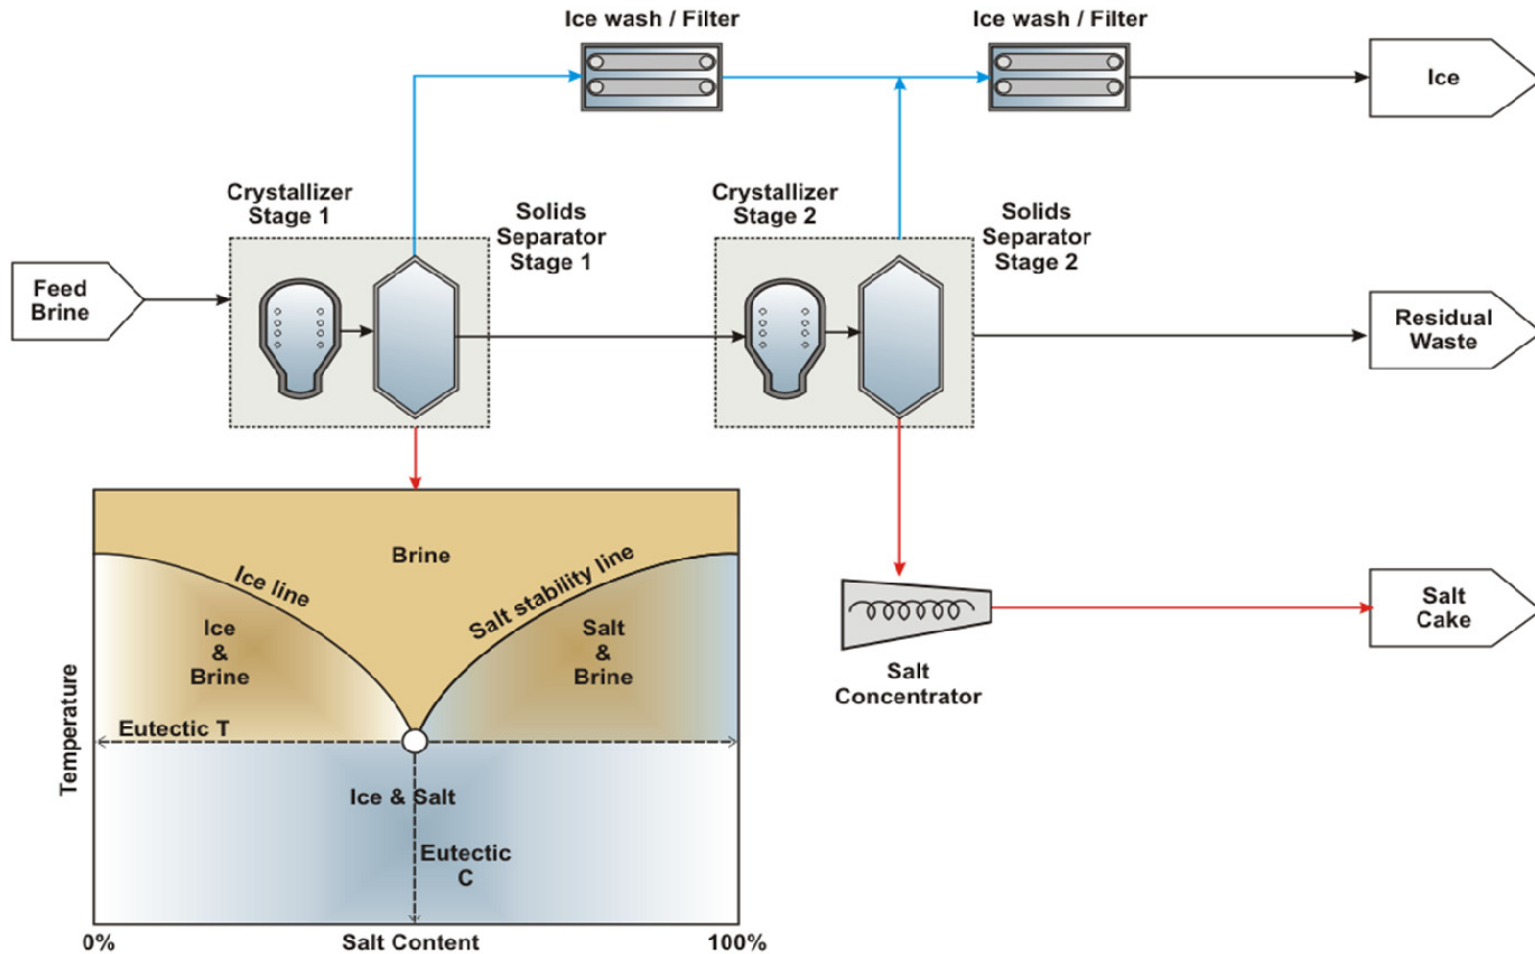 Ice wash / Filter
Ice wash / Filter
Ice
Crystallizer
Stage 1
Solids
Separator
Stage 1
Crystallizer
Stage 2
Solids
Separator
Stage 2
Feed
Brine
Residual
Waste
Brine
Ice line
Salt stability line
Ice
&
Brine
Salt
&
Brine
Eutectic T
Ice & Salt
Eutectic
C
Temperature
0%
Salt Content
100%
Salt
Concentrator
Salt
Cake